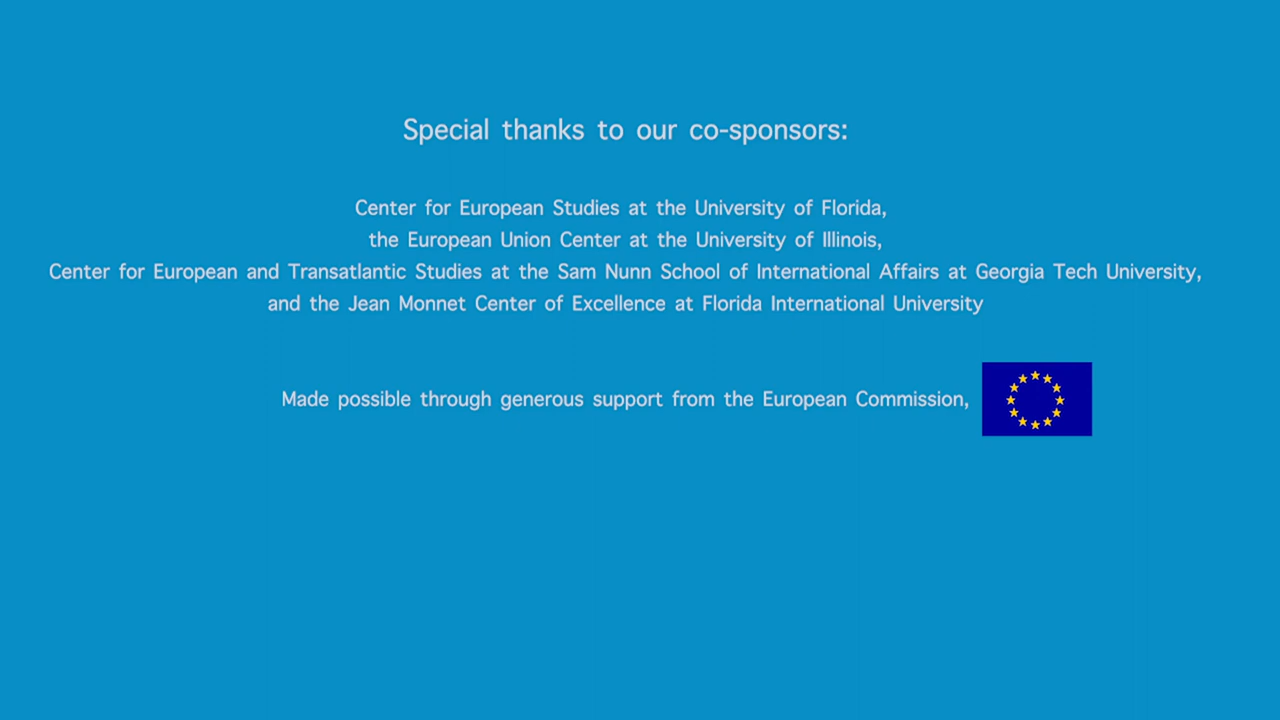 Special thanks to our co-sponsors:
Center for European Studies at the University of Florida,
the European Union Center at the University of Illinois,
Center for European and Transatlantic Studies at the Sam Nunn School of International Affairs at Georgia Tech University,
and the Jean Monnet Center of Excellence at Florida International University
Made possible through generous support from the European Commission,